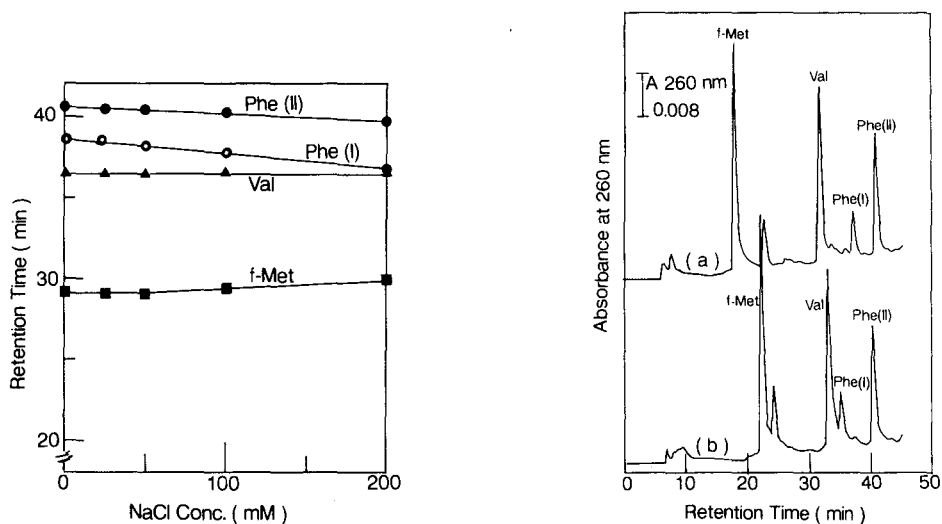 40
30
20
0
50
100
150
200
Retention Time ( min )
NaCl Conc. ( mM )
Phe (II)
Phe (I)
Val
f-Met
Absorbance at 260 nm
A 260 nm
0.008
f-Met
Val
Phe(I)
Phe(II)
( a )
f-Met
Val
Phe(I)
Phe(II)
( b )
0
10
20
30
40
50
Retention Time ( min )